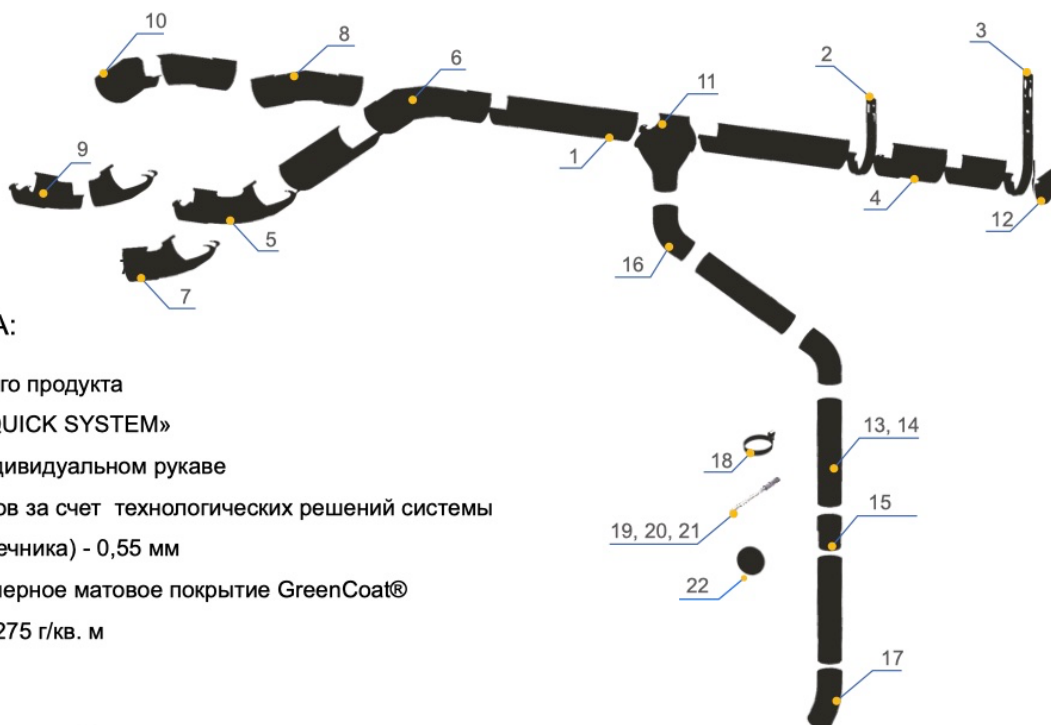 10
8
6
2
3
11
9
1
4
12
5
16
7
А:
го продукта
QUICK SYSTEM»
дивидуальном рукаве
13, 14
18
ов за счет технологических решений системы
15
19, 20, 21
ечника) - 0,55 мм
мерное матовое покрытие GreenCoat®
22
275 г/кв. м
17